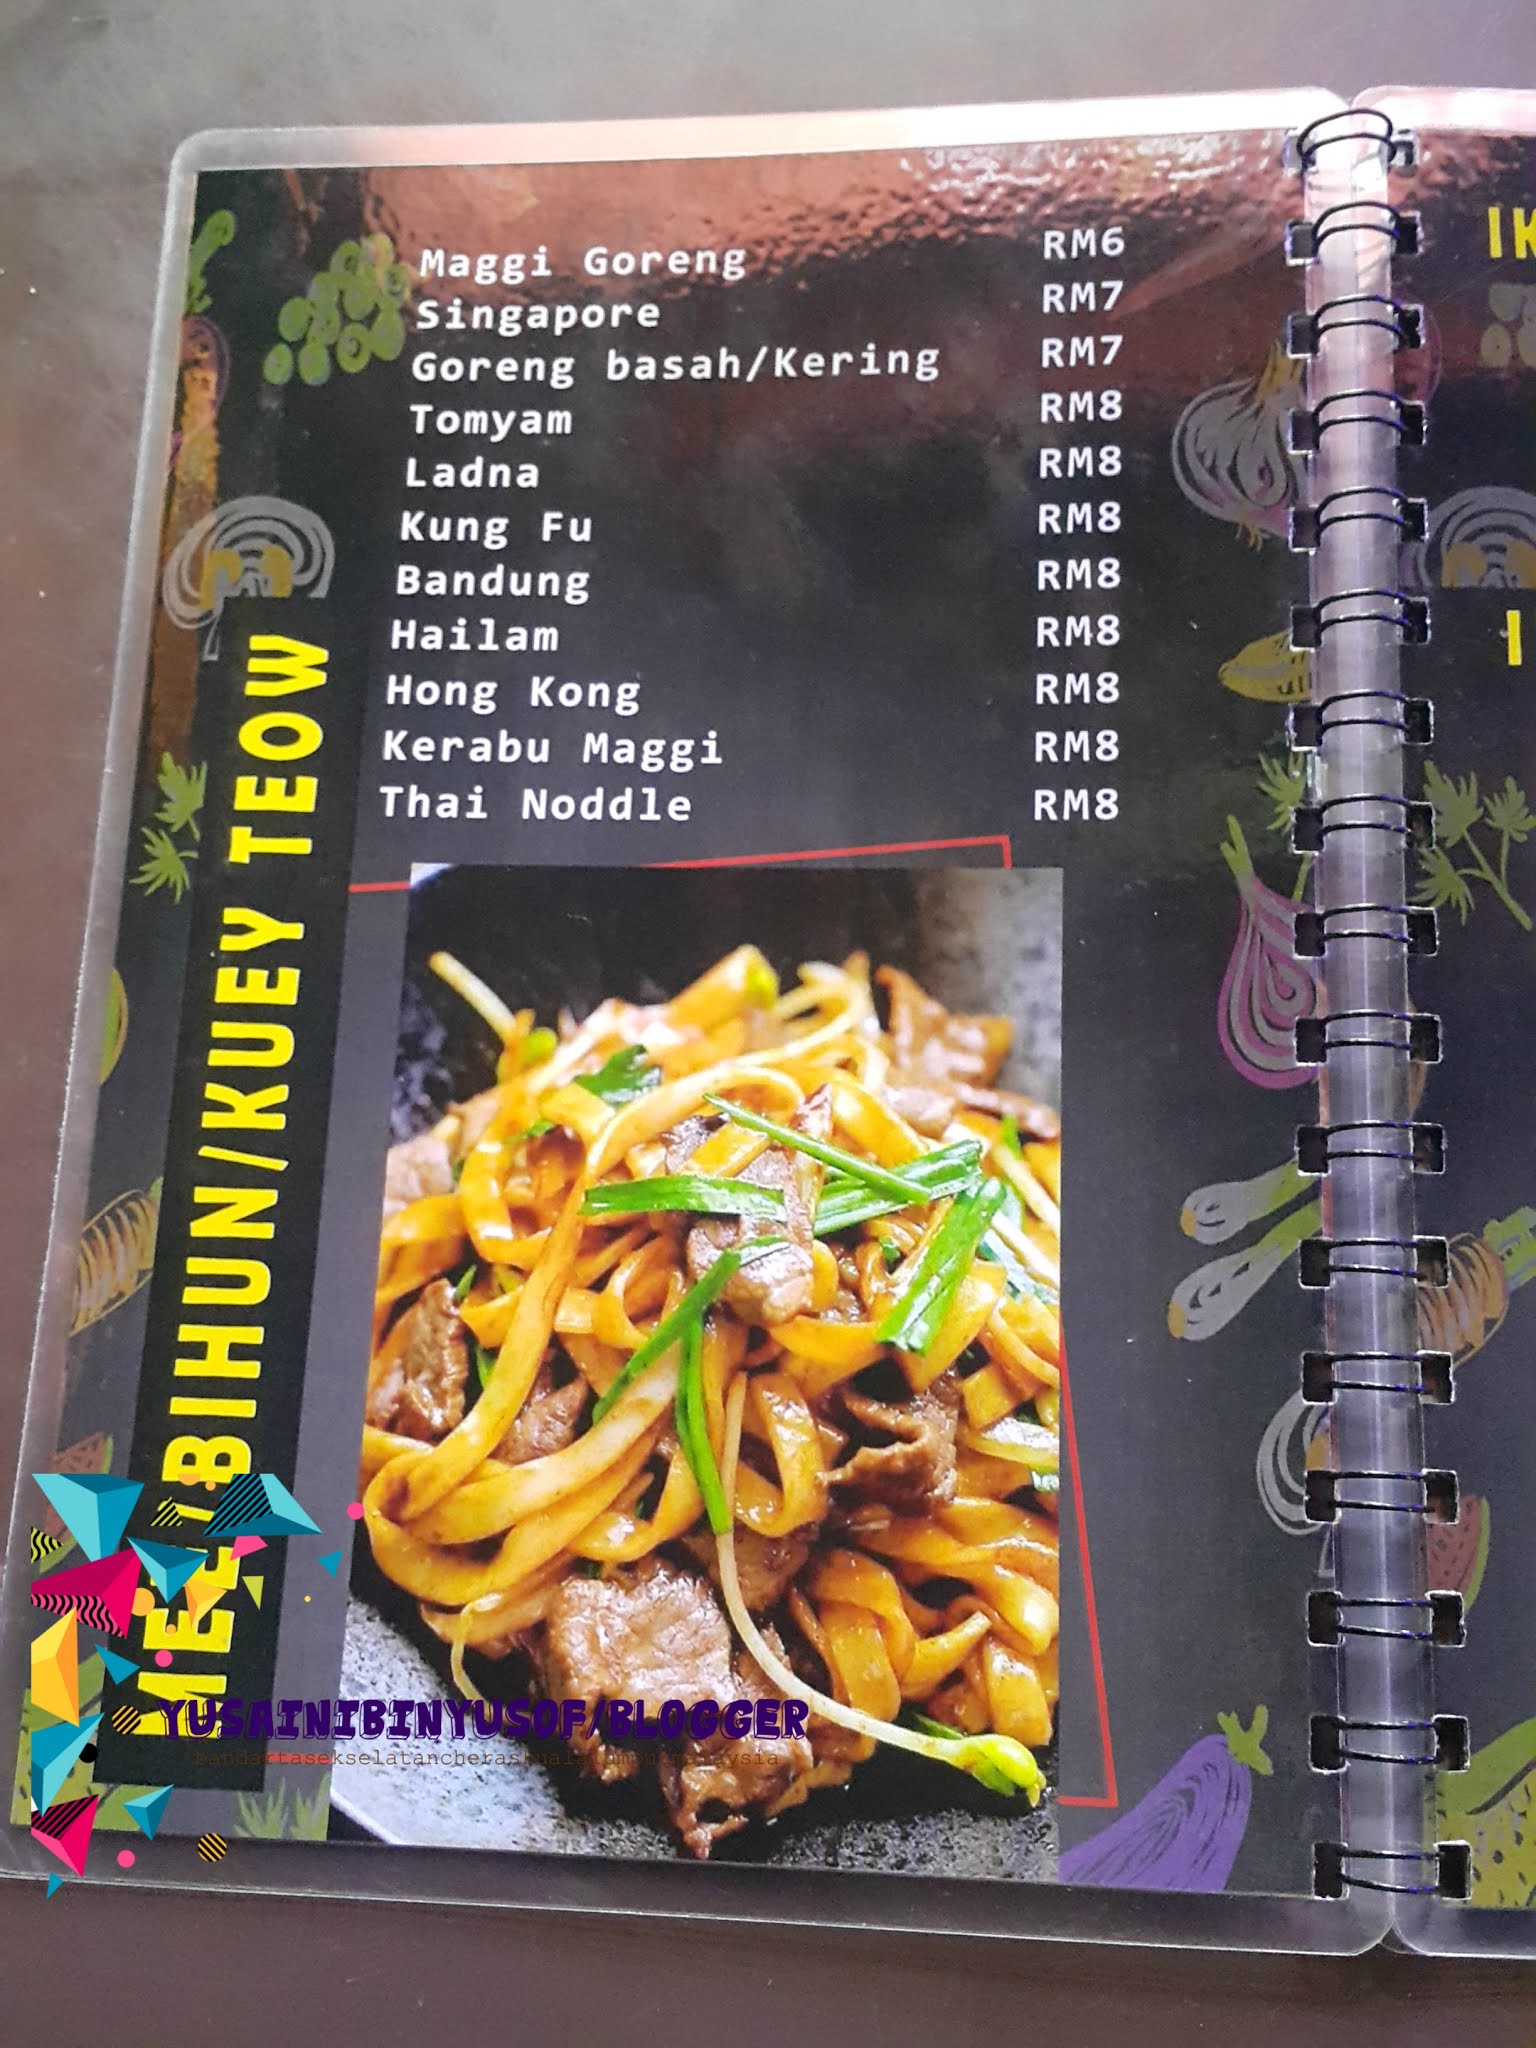 Maggi Goreng RM6
Singapore RM7
Goreng basah/Kering RM7
Tomyam RM8
Ladna RM8
Kung Fu RM8
Bandung RM8
Hailam RM8
Hong Kong RM8
Kerabu Maggi RM8
Thai Noddle RM8
MEE/BIHUN/KUEY TEOW
IK
I
YUSAINIBINYUSOF/BLOGGER